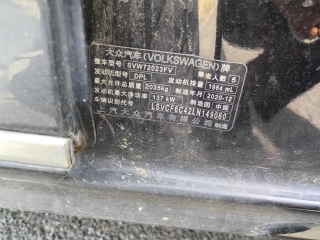 大众汽车(VOLKSWAGEN)牌
整车型号 SVW72023FV 乘坐人数 5
发动机型号 DPL 发动机排量 1984 mL
最大允许总质量 2035kg 制造年月 2020-12
发动机最大净功率 137 kW 制造国 中国
车辆识别代号 LSVCF6C42LN149060
上汽大众汽车有限公司 制造